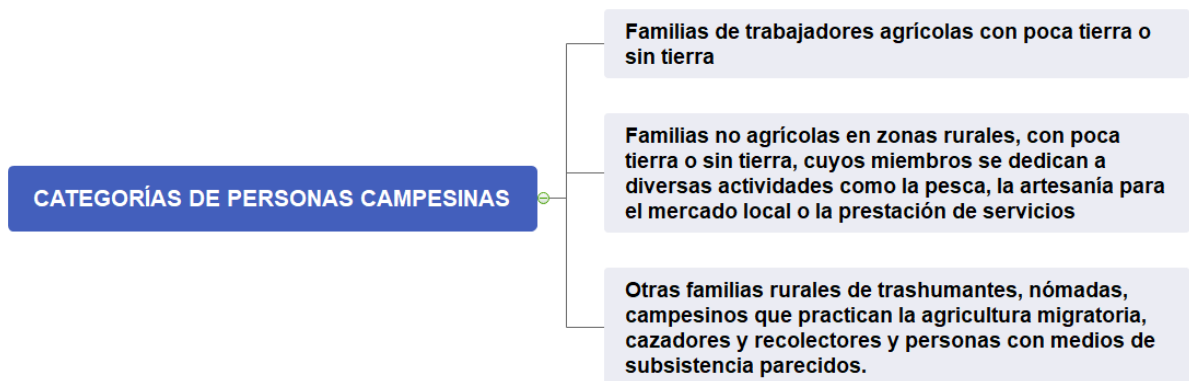 Familias de trabajadores agrícolas con poca tierra o
sin tierra
Familias no agrícolas en zonas rurales, con poca
tierra o sin tierra, cuyos miembros se dedican a
diversas actividades como la pesca, la artesanía para
el mercado local o la prestación de servicios
CATEGORÍAS DE PERSONAS CAMPESINAS
Otras familias rurales de trashumantes, nómadas,
campesinos que practican la agricultura migratoria,
cazadores y recolectores y personas con medios de
subsistencia parecidos.